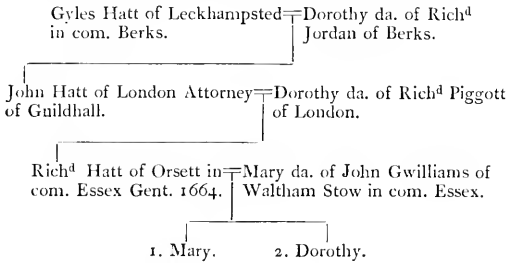 Gyles Hatt of Leckhampsted = Dorothy da. of Richᵈ
in com. Berks. Jordan of Berks.
John Hatt of London Attorney = Dorothy da. of Richᵈ Piggott
of Guildhall. of London.
Richᵈ Hatt of Orsett in = Mary da. of John Gwilliams of
com. Essex Gent. 1664. Waltham Stow in com. Essex.
1. Mary. 2. Dorothy.